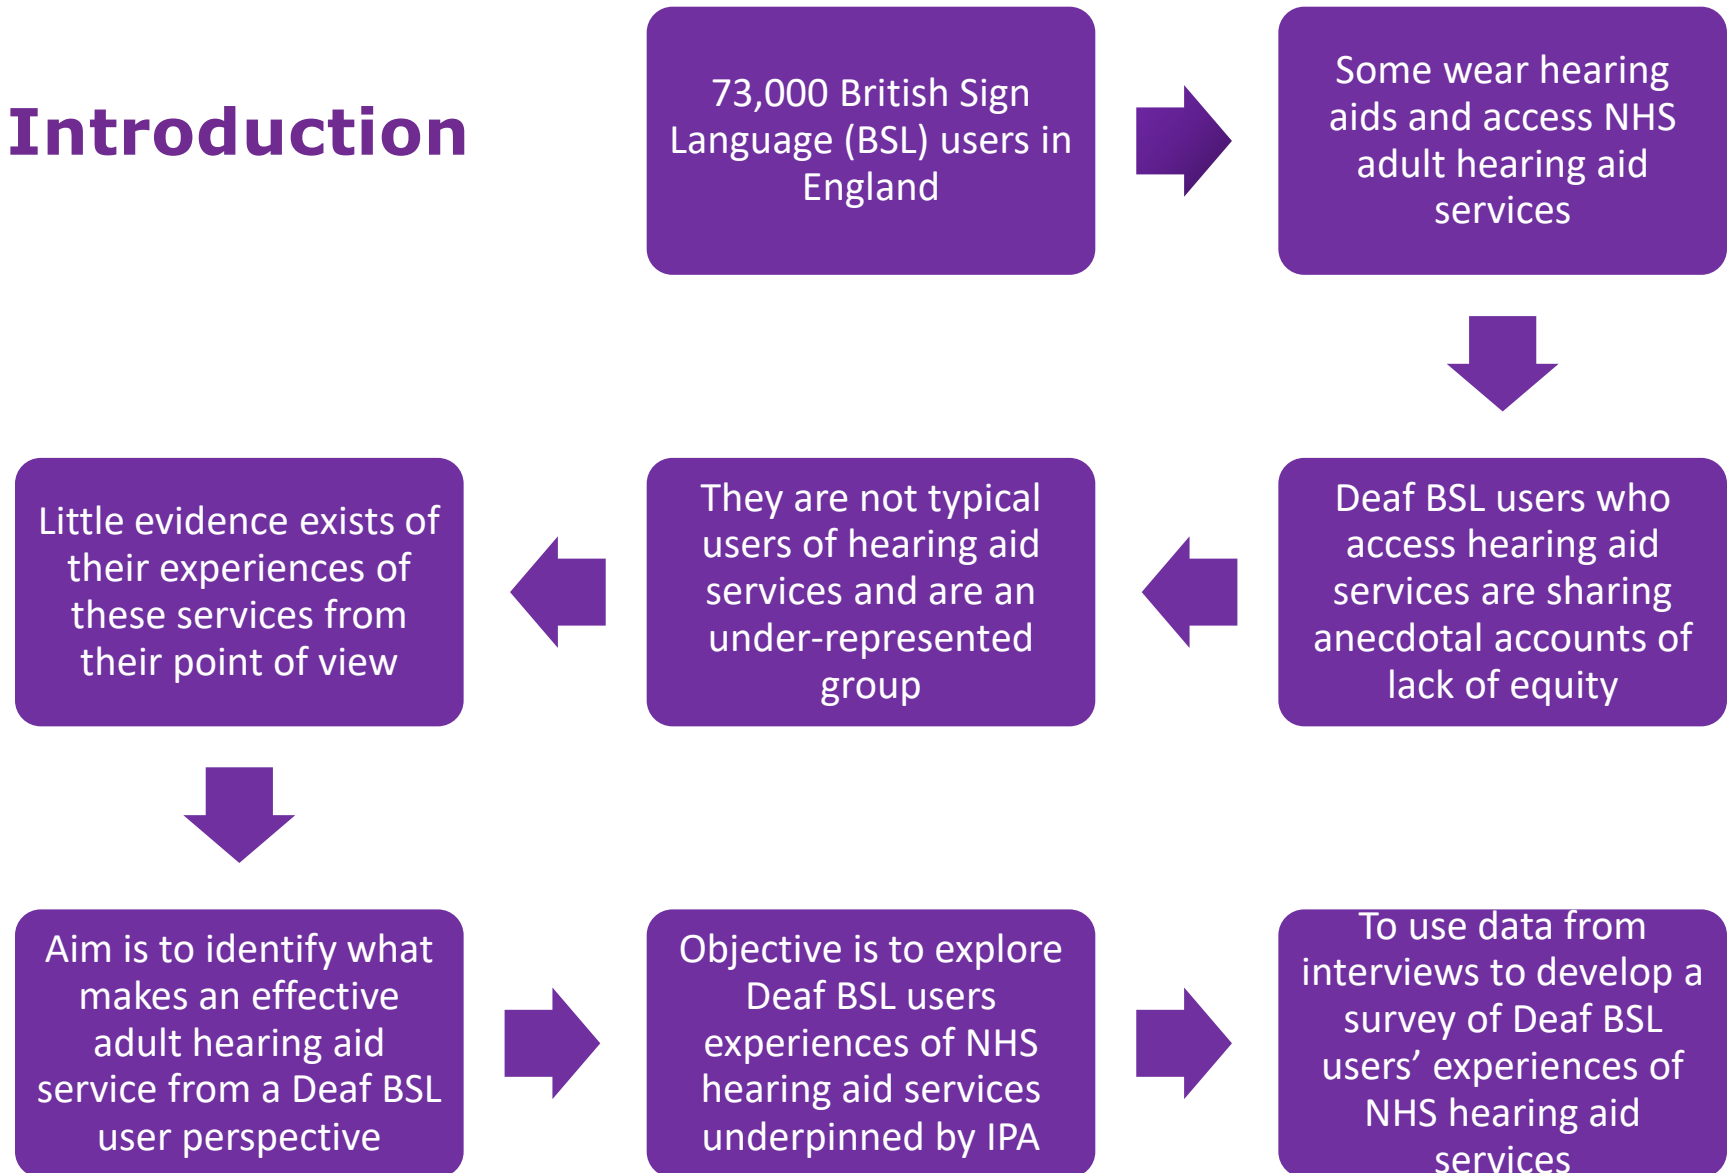 Introduction
73,000 British Sign
Language (BSL) users in
England
Some wear hearing
aids and access NHS
adult hearing aid
services
Deaf BSL users who
access hearing aid
services are sharing
anecdotal accounts of
lack of equity
They are not typical
users of hearing aid
services and are an
under-represented
group
Little evidence exists of
their experiences of
these services from
their point of view
Aim is to identify what
makes an effective
adult hearing aid
service from a Deaf BSL
user perspective
Objective is to explore
Deaf BSL users
experiences of NHS
hearing aid services
underpinned by IPA
To use data from
interviews to develop a
survey of Deaf BSL
users’ experiences of
NHS hearing aid
services